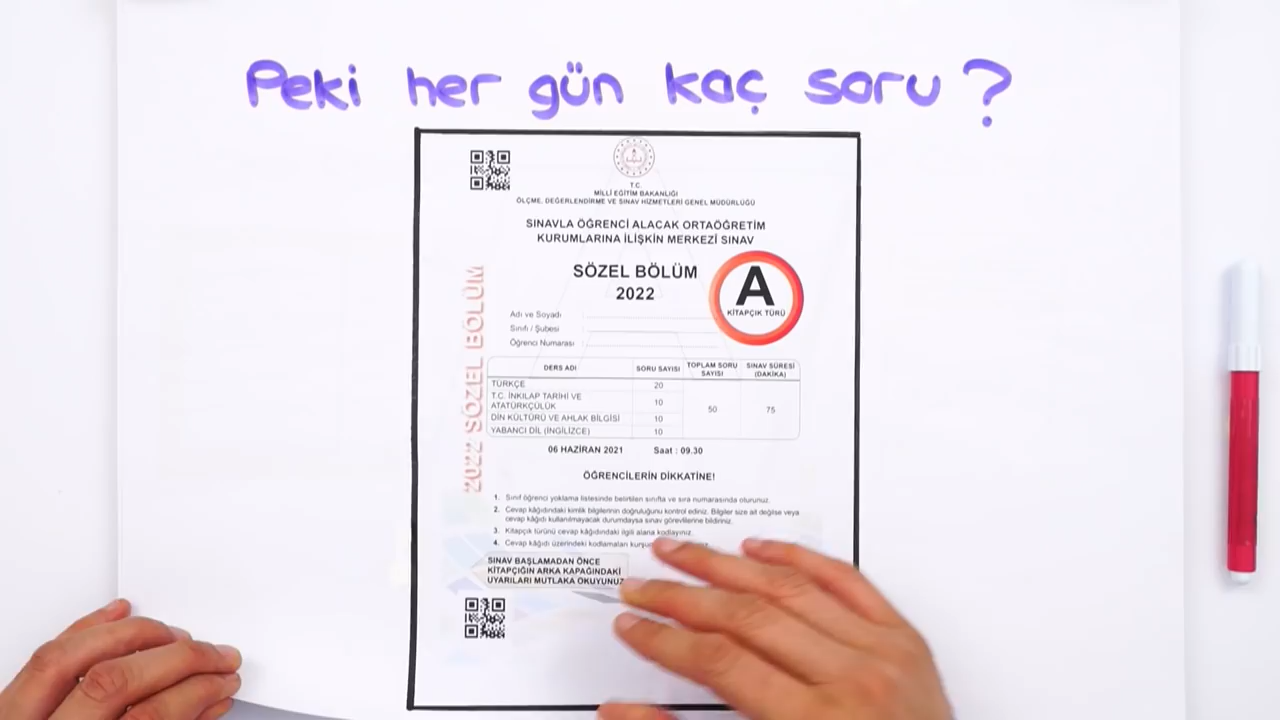 Peki her gün kaç soru?
T.C.
MİLLİ EĞİTİM BAKANLIĞI
ÖLÇME, DEĞERLENDİRME VE SINAV HİZMETLERİ GENEL MÜDÜRLÜĞÜ
SINAVLA ÖĞRENCİ ALACAK ORTAÖĞRETİM
KURUMLARINA İLİŞKİN MERKEZİ SINAV
SÖZEL BÖLÜM
2022
A
KİTAPÇIK TÜRÜ
2022 SÖZEL BÖLÜM
Adı ve Soyadı :
Sınıfı / Şubesi :
Öğrenci Numarası :
DERS ADI SORU SAYISI TOPLAM SORU SAYISI SINAV SÜRESİ (DAKİKA)
TÜRKÇE 20
T.C. İNKILAP TARİHİ VE
ATATÜRKÇÜLÜK 10 50 75
DİN KÜLTÜRÜ VE AHLAK BİLGİSİ 10
YABANCI DİL (İNGİLİZCE) 10
06 HAZİRAN 2021 Saat : 09.30
ÖĞRENCİLERİN DİKKATİNE!
1. Sınıf öğrenci yoklama listesinde belirtilen sınıfta ve sıra numarasında oturunuz.
2. Cevap kâğıdındaki kimlik bilgilerinin doğruluğunu kontrol ediniz. Bilgiler size ait değilse veya
cevap kâğıdı kullanılmayacak durumdaysa sınav görevlilerine bildiriniz.
3. Kitapçık türünü cevap kâğıdındaki ilgili alana kodlayınız.
4. Cevap kâğıdı üzerindeki kodlamaları
SINAV BAŞLAMADAN ÖNCE
KİTAPÇIĞIN ARKA KAPAĞINDAKİ
UYARILARI MUTLAKA OKUYUNUZ